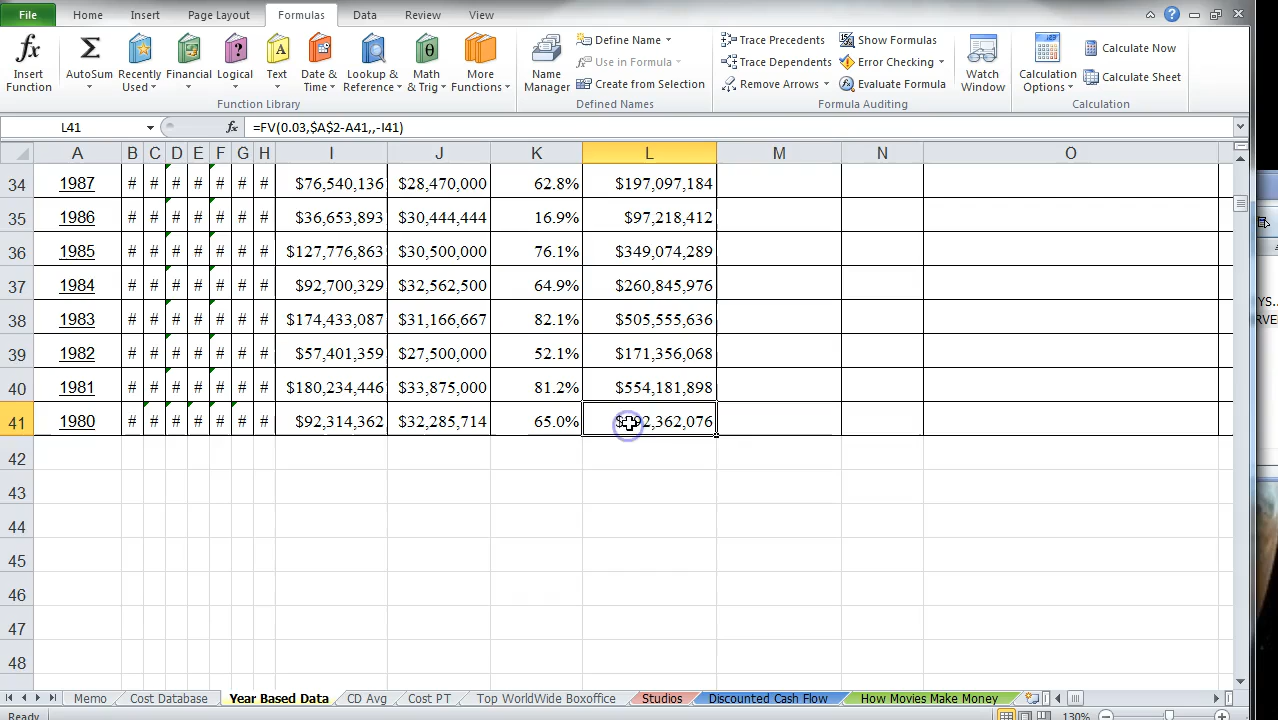 File Home Insert Page Layout Formulas Data Review View
fx Insert Function
Σ AutoSum
Recently Used
Financial
Logical
Text
Date & Time
Lookup & Reference
Math & Trig
More Functions
Function Library
Name Manager
Define Name
Use in Formula
Create from Selection
Defined Names
Trace Precedents
Trace Dependents
Remove Arrows
Show Formulas
Error Checking
Evaluate Formula
Formula Auditing
Watch Window
Calculation Options
Calculate Now
Calculate Sheet
Calculation
L41 fx =FV(0.03,$A$2-A41,,-I41)
A B C D E F G H I J K L M N O
34 1987 # # # # # # # $76,540,136 $28,470,000 62.8% $197,097,184
35 1986 # # # # # # # $36,653,893 $30,444,444 16.9% $97,218,412
36 1985 # # # # # # # $127,776,863 $30,500,000 76.1% $349,074,289
37 1984 # # # # # # # $92,700,329 $32,562,500 64.9% $260,845,976
38 1983 # # # # # # # $174,433,087 $31,166,667 82.1% $505,555,636
39 1982 # # # # # # # $57,401,359 $27,500,000 52.1% $171,356,068
40 1981 # # # # # # # $180,234,446 $33,875,000 81.2% $554,181,898
41 1980 # # # # # # # $92,314,362 $32,285,714 65.0%
42
43
44
45
46
47
48
Memo Cost Database Year Based Data CD Avg Cost PT Top WorldWide Boxoffice Studios Discounted Cash Flow How Movies Make Money
Ready 130%